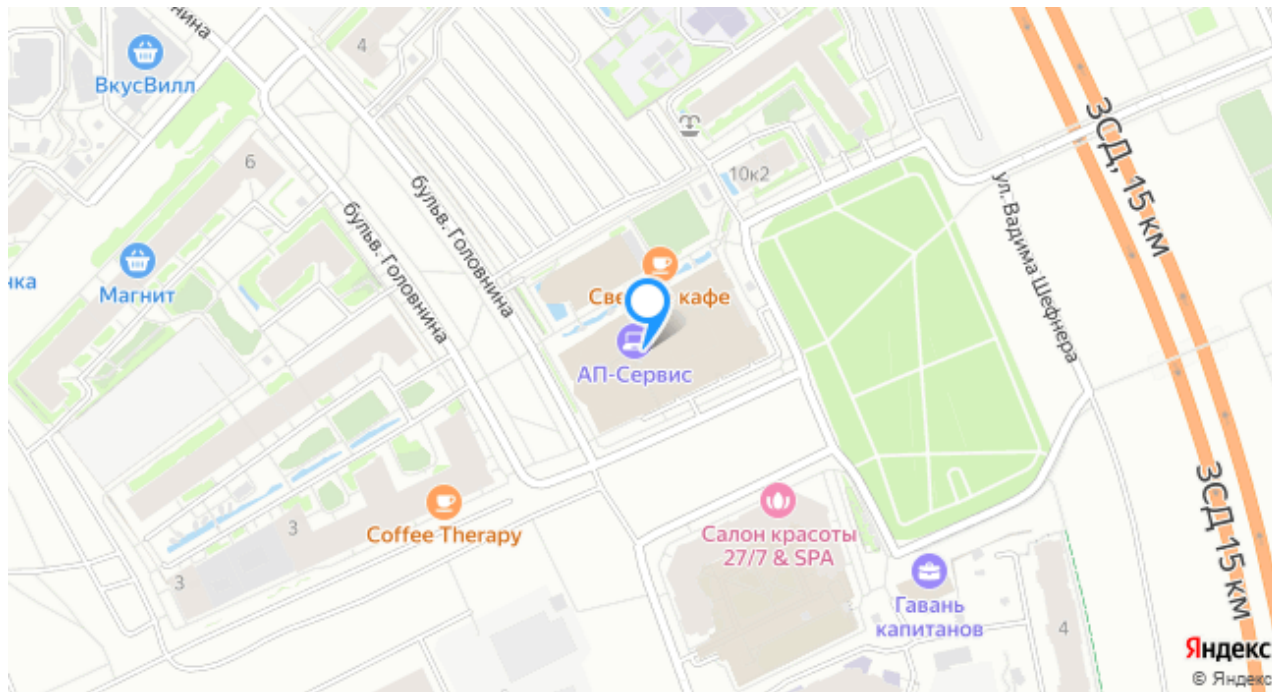 ВкусВилл
4
6
10к2
бульв. Головнина
бульв. Головнина
ул. Вадима Шефнера
ЗСД, 15 км
Магнит
кафе
АП-Сервис
Coffee Therapy
3
3
Салон красоты
27/7 & SPA
Гавань
капитанов
4
ЗСД 15 км
Яндекс
© Яндекс